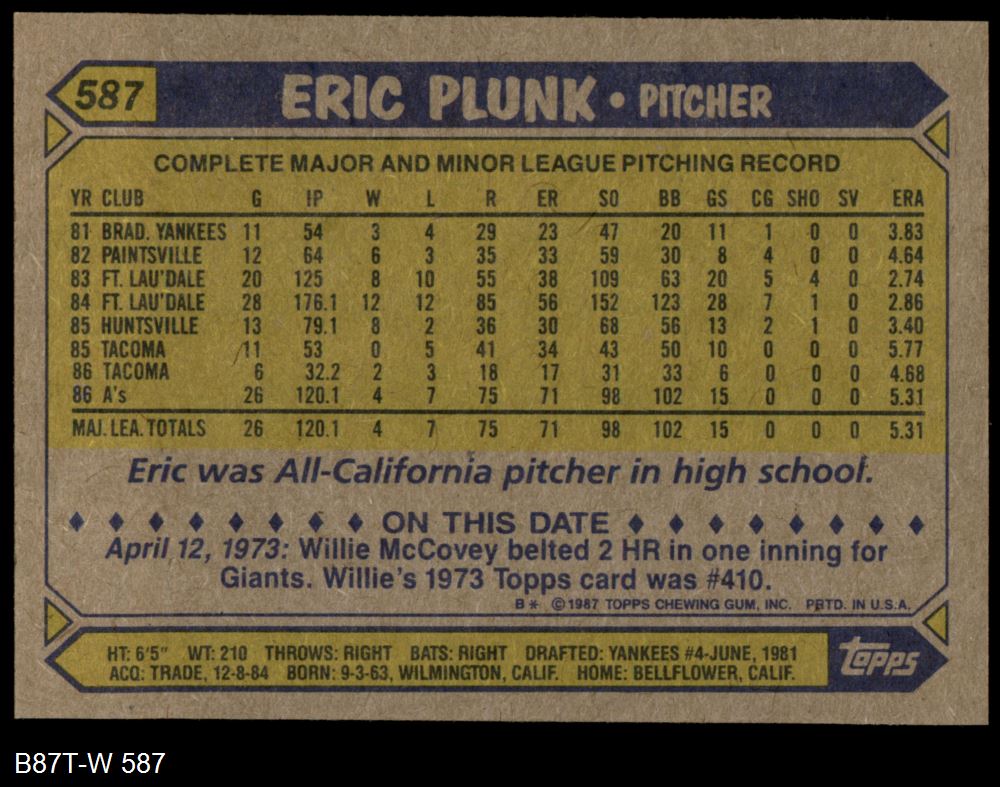 587
ERIC PLUNK • PITCHER
COMPLETE MAJOR AND MINOR LEAGUE PITCHING RECORD
YR CLUB G IP W L R ER SO BB GS CG SHO SV ERA
81 BRAD. YANKEES 11 54 3 4 29 23 47 20 11 1 0 0 3.83
82 PAINTSVILLE 12 64 6 3 35 33 59 30 8 4 0 0 4.64
83 FT. LAU'DALE 20 125 8 10 55 38 109 63 20 5 4 0 2.74
84 FT. LAU'DALE 28 176.1 12 12 85 56 152 123 28 7 1 0 2.86
85 HUNTSVILLE 13 79.1 8 2 36 30 68 56 13 2 1 0 3.40
85 TACOMA 11 53 0 5 41 34 43 50 10 0 0 0 5.77
86 TACOMA 6 32.2 2 3 18 17 31 33 6 0 0 0 4.68
86 A's 26 120.1 4 7 75 71 98 102 15 0 0 0 5.31
MAJ. LEA. TOTALS 26 120.1 4 7 75 71 98 102 15 0 0 0 5.31
Eric was All-California pitcher in high school.
ON THIS DATE
April 12, 1973: Willie McCovey belted 2 HR in one inning for
Giants. Willie's 1973 Topps card was #410.
B* ©1987 TOPPS CHEWING GUM, INC. PRTD. IN U.S.A.
HT: 6'5" WT: 210 THROWS: RIGHT BATS: RIGHT DRAFTED: YANKEES #4-JUNE, 1981
ACQ: TRADE, 12-8-84 BORN: 9-3-63, WILMINGTON, CALIF. HOME: BELLFLOWER, CALIF.
topps
B87T-W 587